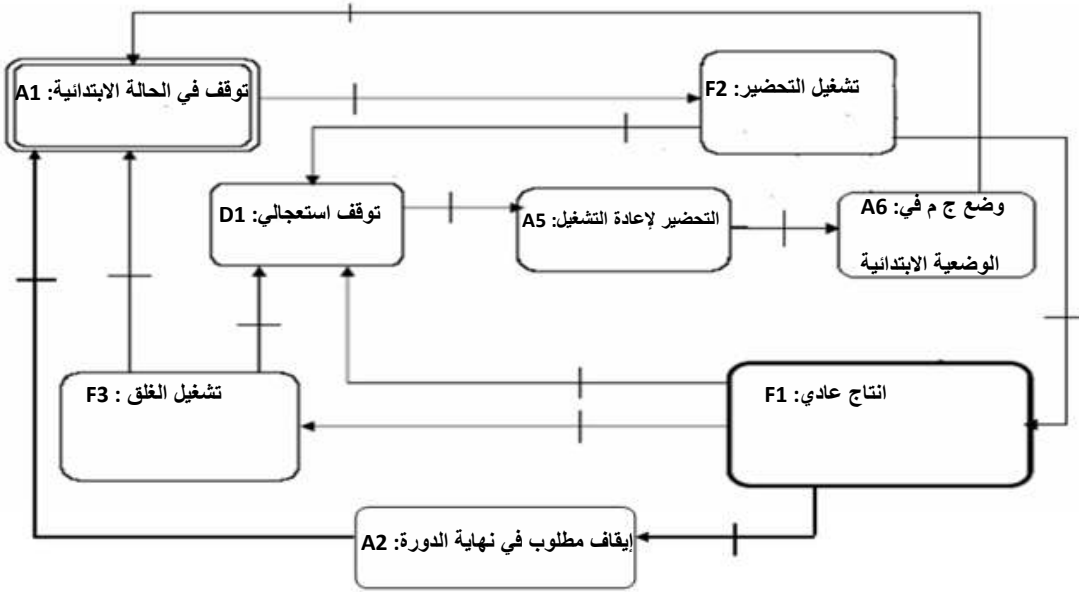 A1: توقف في الحالة الابتدائية
F2: تشغيل التحضير
D1: توقف استعجالي
A5: التحضير لإعادة التشغيل
A6: وضع ج م في
الوضعية الابتدائية
F3 : تشغيل الغلق
F1: انتاج عادي
A2: إيقاف مطلوب في نهاية الدورة